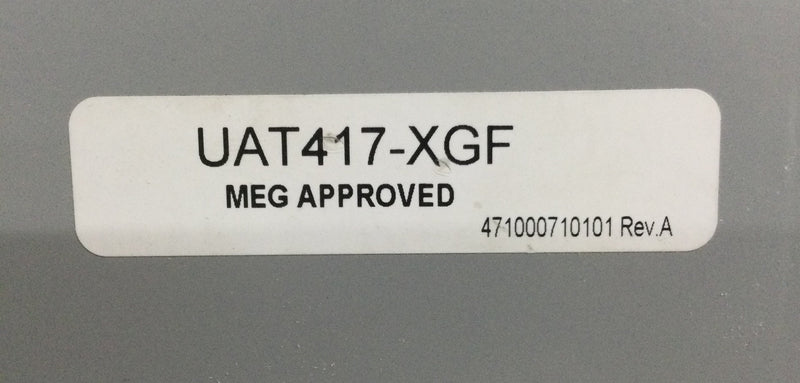 UAT417-XGF
MEG APPROVED
471000710101 Rev.A